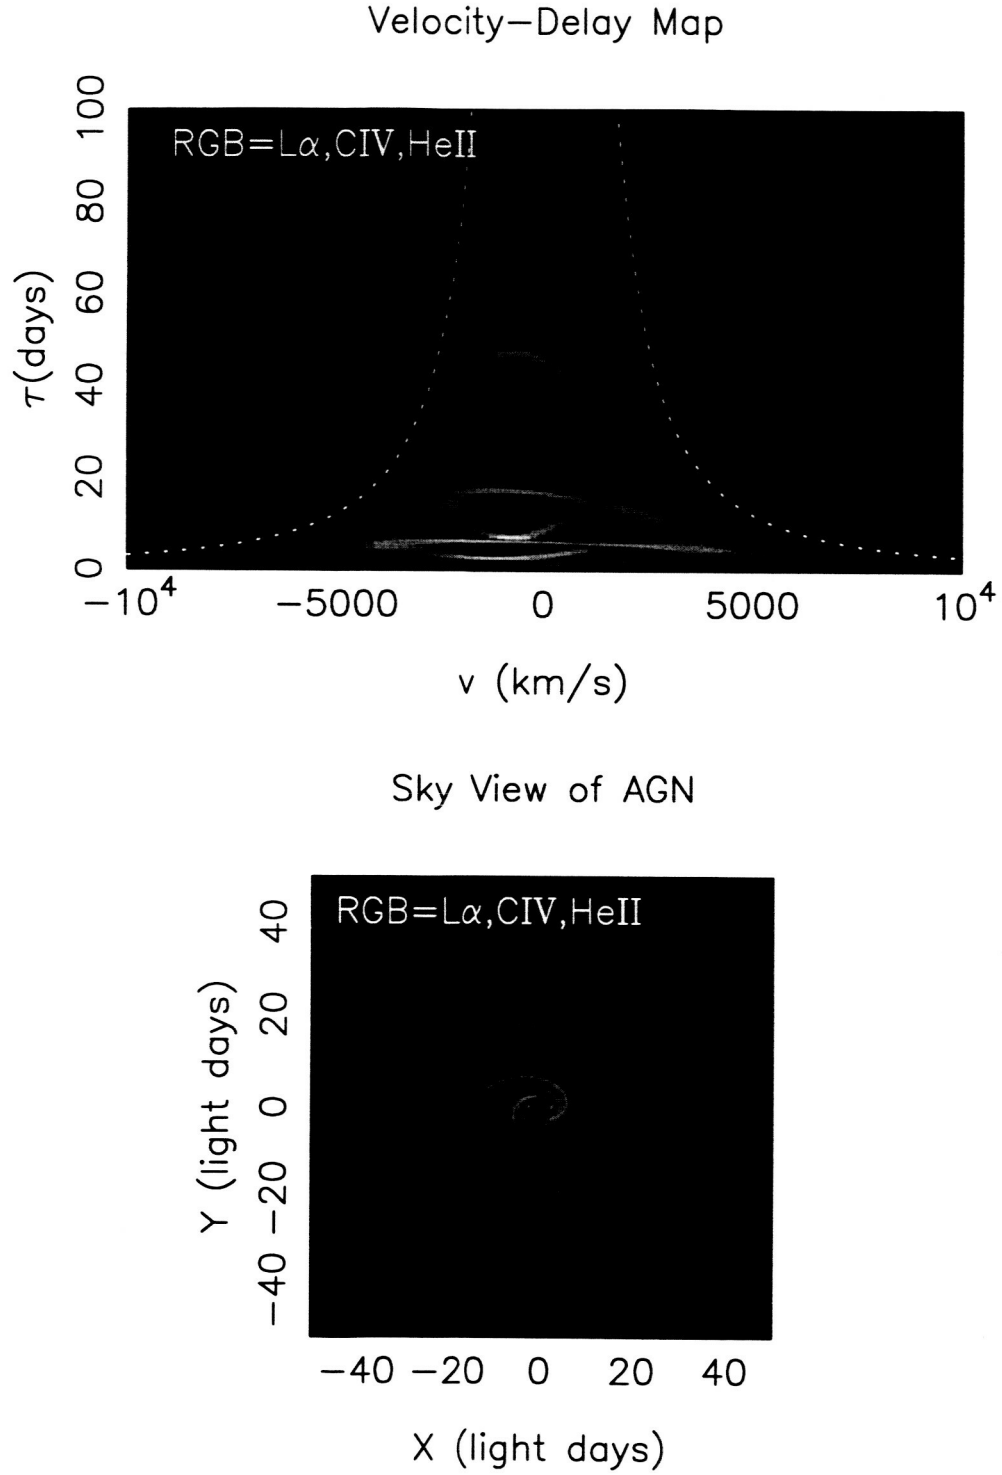 Velocity−Delay Map
RGB=Lα,CIV,HeII
τ(days)
100
80
60
40
20
0
−10⁴ −5000 0 5000 10⁴
v (km/s)
Sky View of AGN
RGB=Lα,CIV,HeII
Y (light days)
40
20
0
−20
−40
−40 −20 0 20 40
X (light days)